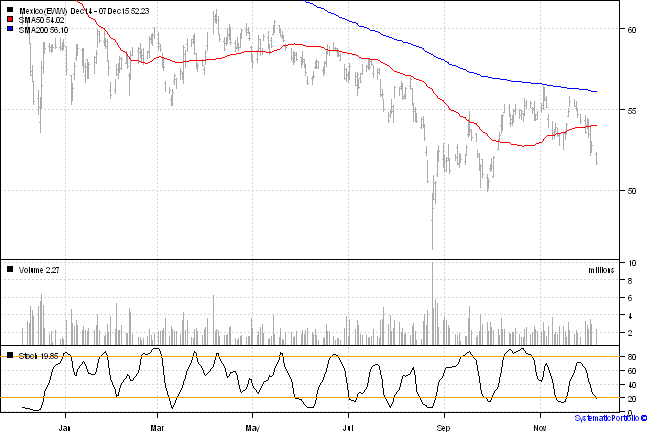 Mexico(EWW) Dec14 - 07Dec15 52.23
SMA50 54.02
SMA200 56.10
60
55
50
Volume 2.27
millions
10
8
6
4
2
Stoch 19.85
80
60
40
20
0
Jan Mar May Jul Sep Nov
SystematicPortfolio ©